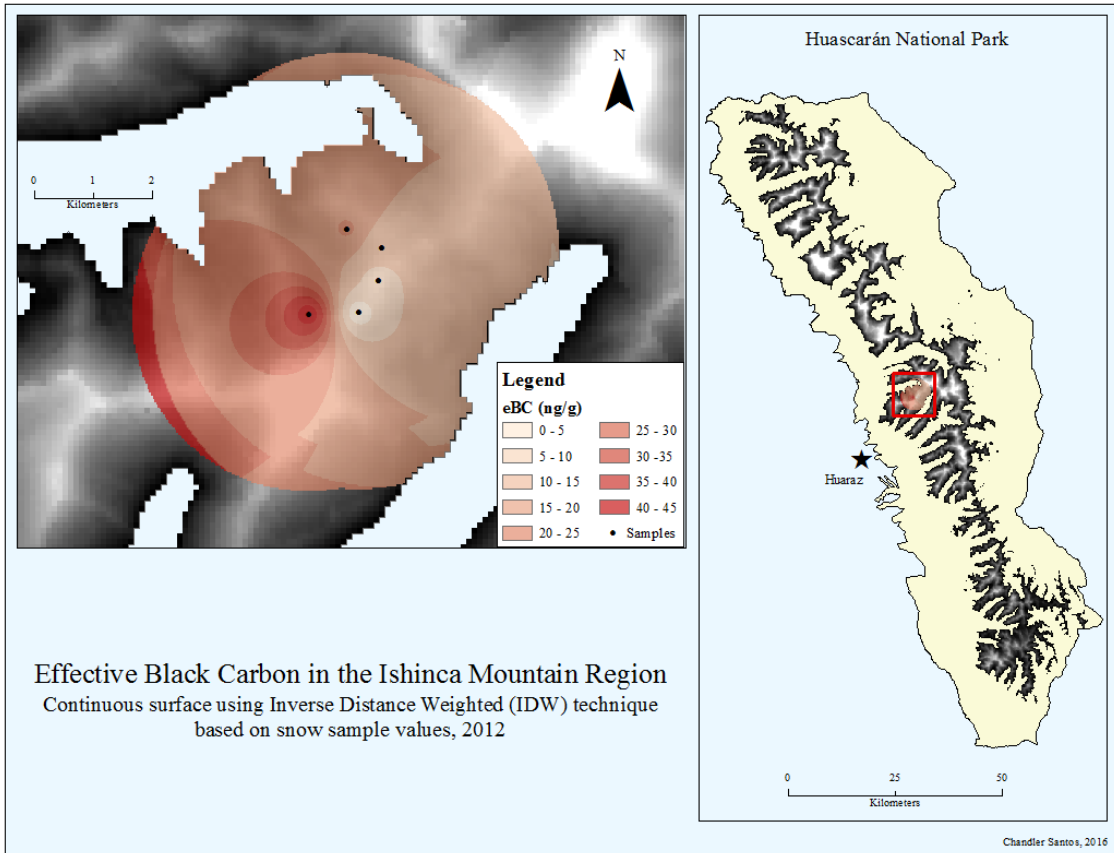 N
0 1 2
Kilometers
Legend
eBC (ng/g)
0 - 5
5 - 10
10 - 15
15 - 20
20 - 25
25 - 30
30 -35
35 - 40
40 - 45
Samples
Effective Black Carbon in the Ishinca Mountain Region
Continuous surface using Inverse Distance Weighted (IDW) technique
based on snow sample values, 2012
Huascarán National Park
Huaraz
0 25 50
Kilometers
Chandler Santos, 2016